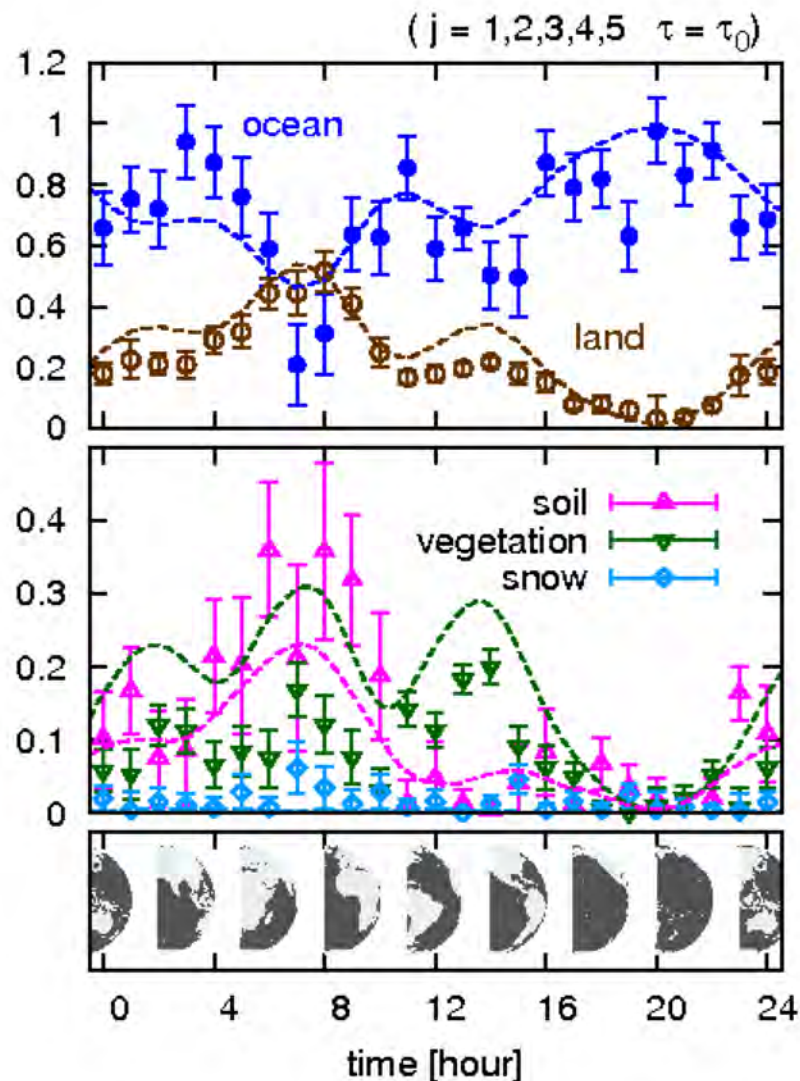 ( j = 1,2,3,4,5 τ = τ₀)
1.2
1
0.8
0.6
0.4
0.2
0
ocean
land
0.4
0.3
0.2
0.1
0
soil
vegetation
snow
0 4 8 12 16 20 24
time [hour]